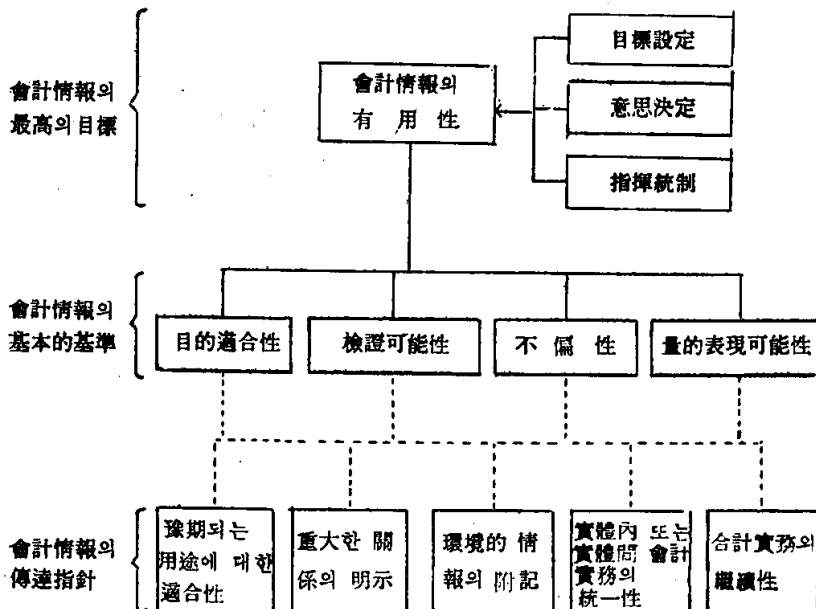 目標設定
會計情報의
最高의目標
會計情報의
有用性
意思決定
指揮統制
會計情報의
基本的基準
目的適合性
檢證可能性
不偏性
量的表現可能性
會計情報의
傳達指針
豫期되는
用途에 대한
適合性
重大한 關
係의 明示
環境的 情
報의 附記
實體內 또는
實體間 會計
實務의
統一性
合計實務의
繼續性